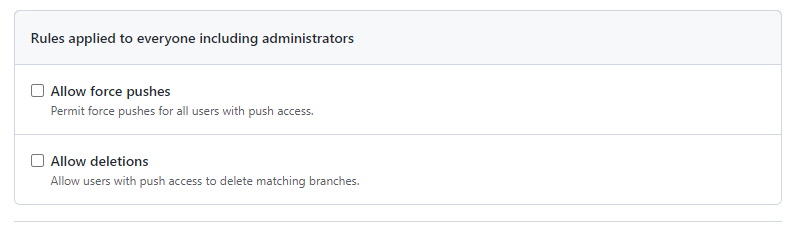 Rules applied to everyone including administrators
Allow force pushes
Permit force pushes for all users with push access.
Allow deletions
Allow users with push access to delete matching branches.